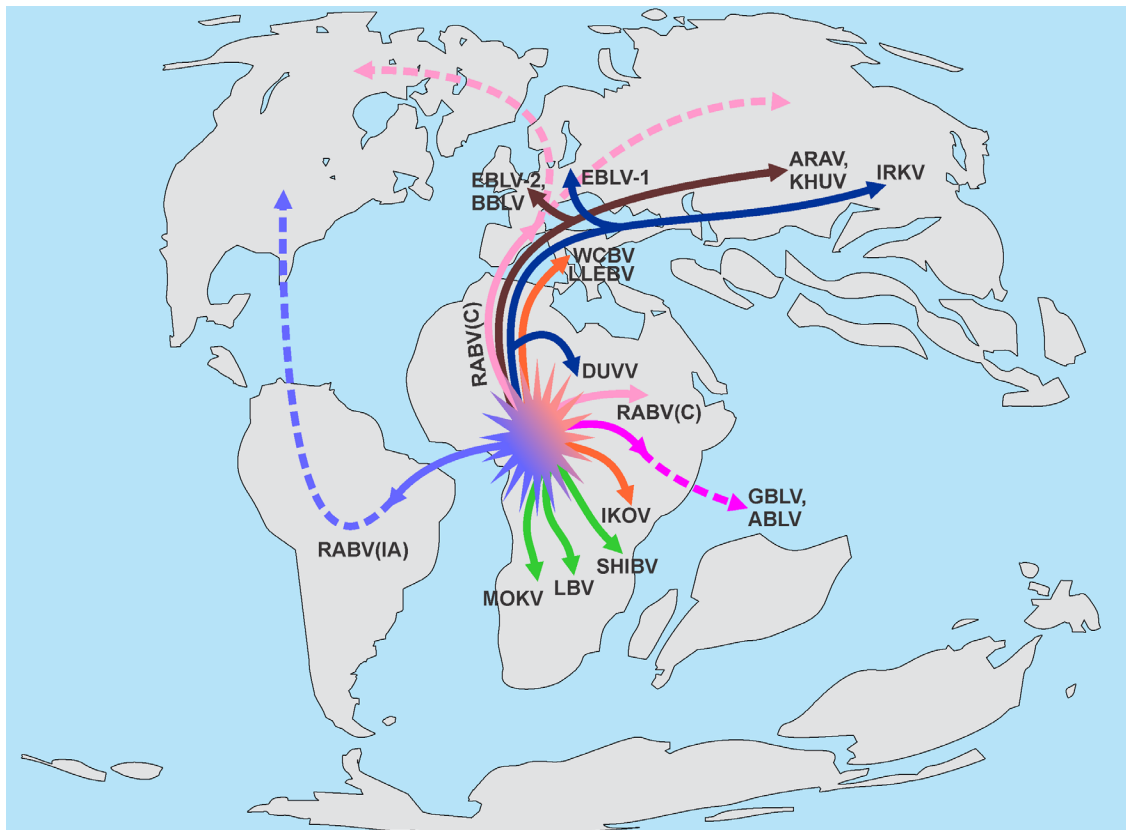 ARAV,
KHUV
IRKV
EBLV-2,
BBLV
EBLV-1
WCBV
LLEBV
RABV(C)
DUVV
RABV(C)
GBLV,
ABLV
IKOV
SHIBV
LBV
MOKV
RABV(IA)